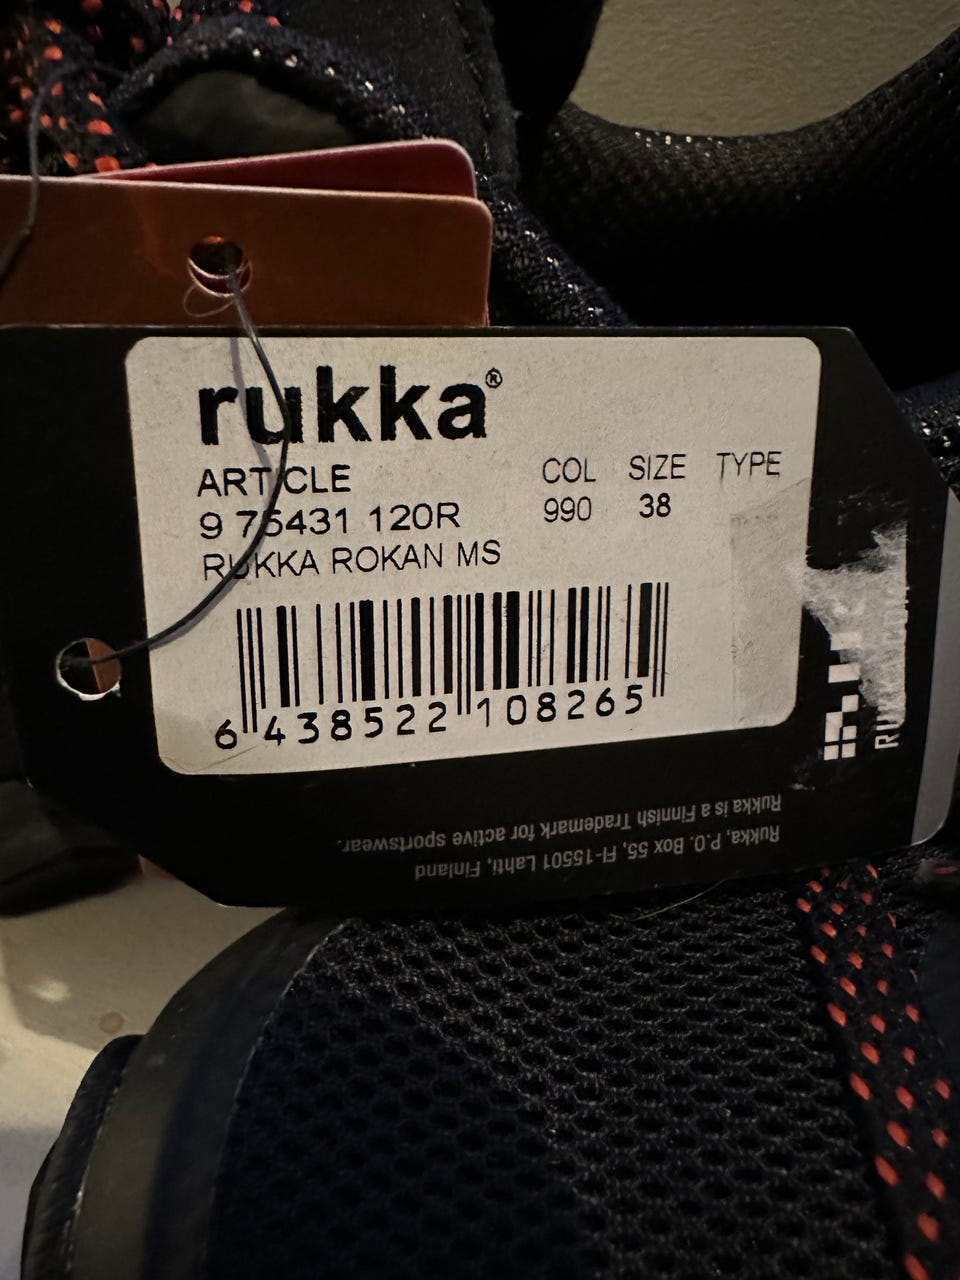 rukka®
ARTICLE COL SIZE TYPE
9 75431 120R 990 38
RUKKA ROKAN MS
6 438522 108265
Rukka is a Finnish Trademark for active sportswear.
Rukka, P.O. Box 55, FI-15501 Lahti, Finland